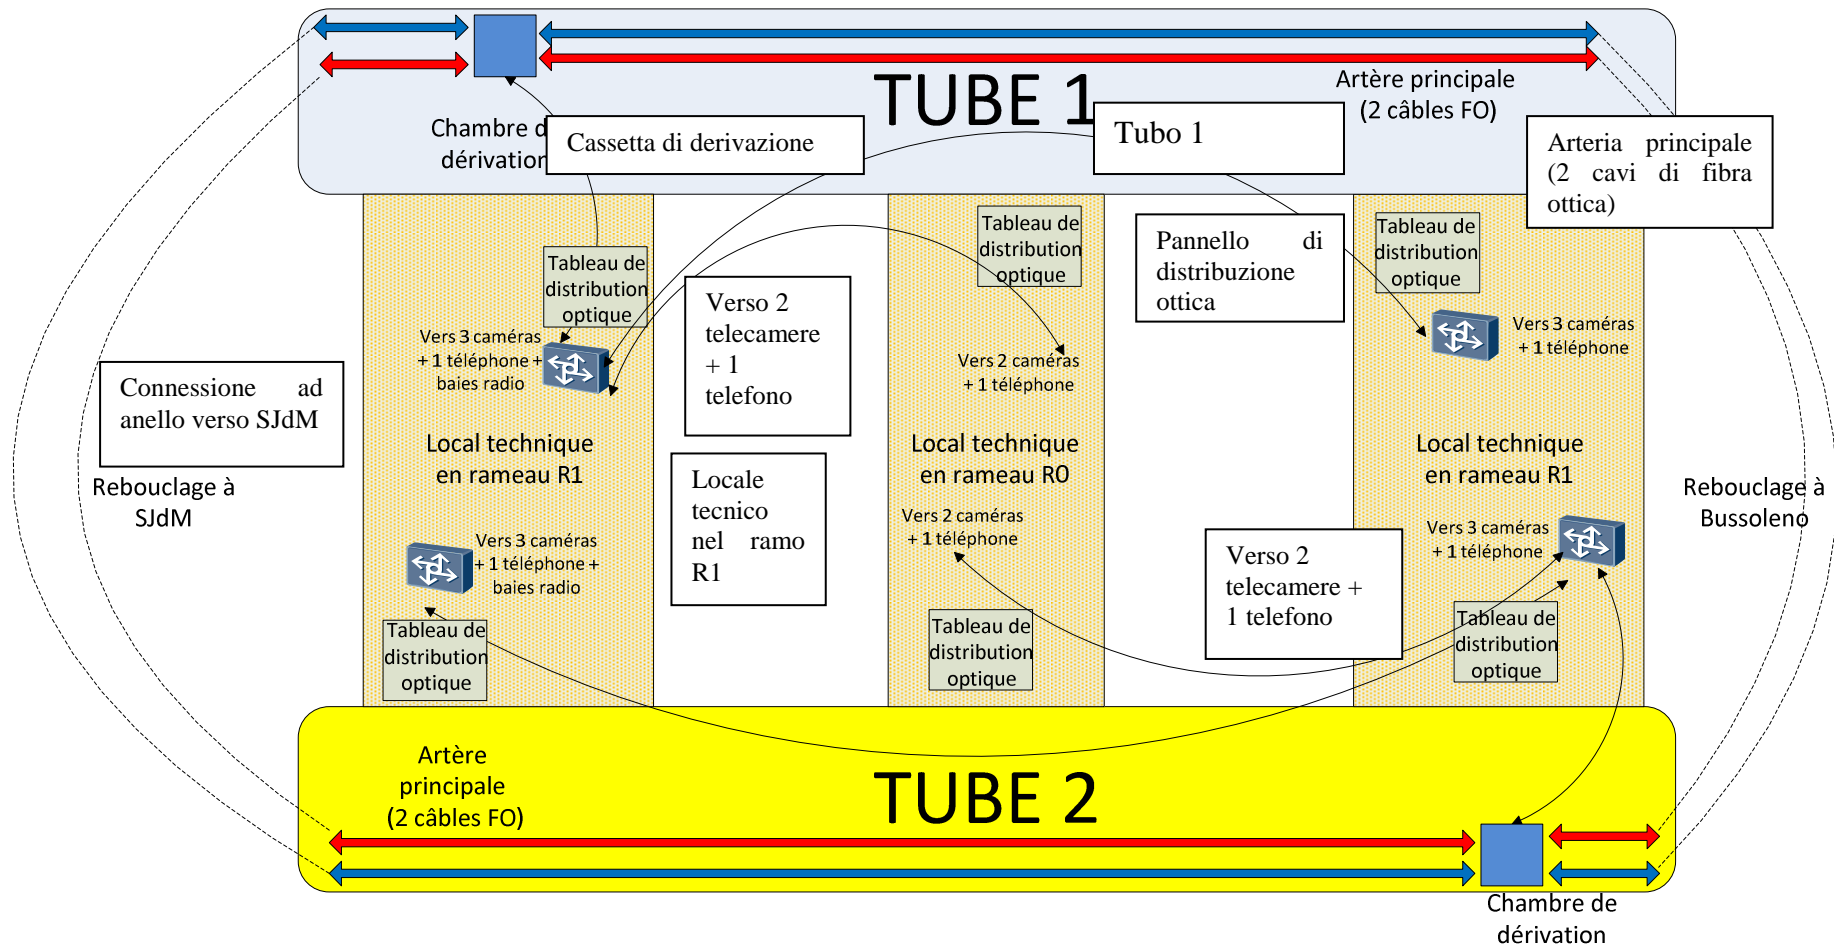 TUBE 1
Artère principale
(2 câbles FO)
Chambre d
dérivation
Cassetta di derivazione
Tubo 1
Arteria principale
(2 cavi di fibra
ottica)
Tableau de
distribution
optique
Tableau de
distribution
optique
Tableau de
distribution
optique
Pannello di
distribuzione
ottica
Verso 2
telecamere
+ 1
telefono
Vers 3 caméras
+ 1 téléphone +
baies radio
Vers 2 caméras
+ 1 téléphone
Vers 3 caméras
+ 1 téléphone
Connessione ad
anello verso SJdM
Local technique
en rameau R1
Local technique
en rameau R0
Local technique
en rameau R1
Locale
tecnico
nel ramo
R1
Rebouclage à
SJdM
Rebouclage à
Bussoleno
Vers 3 caméras
+ 1 téléphone +
baies radio
Vers 2 caméras
+ 1 téléphone
Vers 3 caméras
+ 1 téléphone
Verso 2
telecamere +
1 telefono
Tableau de
distribution
optique
Tableau de
distribution
optique
Tableau de
distribution
optique
Artère
principale
(2 câbles FO)
TUBE 2
Chambre de
dérivation